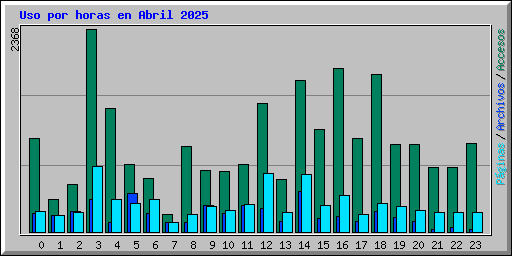 Uso por horas en Abril 2025
2368
Páginas / Archivos / Accesos
0 1 2 3 4 5 6 7 8 9 10 11 12 13 14 15 16 17 18 19 20 21 22 23